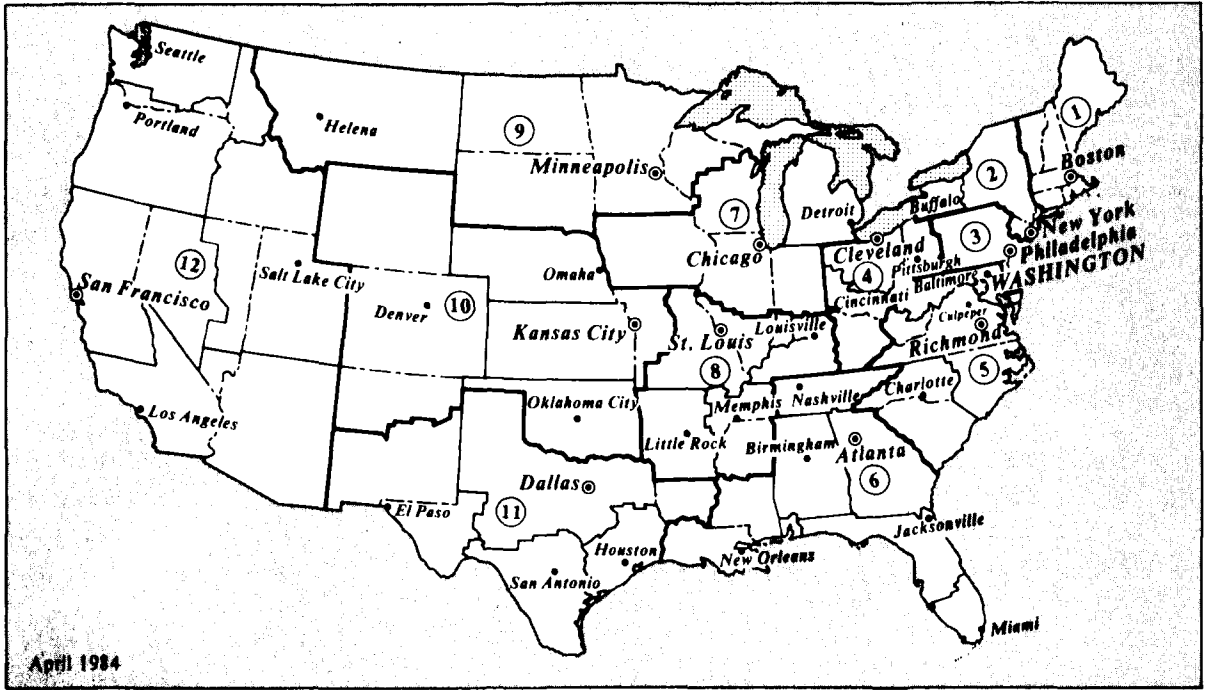 Seattle
Portland
Helena
9
Minneapolis
1
Boston
2
Buffalo
7
Detroit
Chicago
Cleveland
4
Pittsburgh
3
New York
Philadelphia
WASHINGTON
Baltimore
Cincinnati
12
San Francisco
Salt Lake City
Denver
10
Omaha
Kansas City
St. Louis
8
Louisville
Culpeper
Richmond
5
Charlotte
Los Angeles
Oklahoma City
Memphis
Nashville
Little Rock
Birmingham
Atlanta
6
Dallas
11
El Paso
Houston
San Antonio
New Orleans
Jacksonville
Miami
April 1984